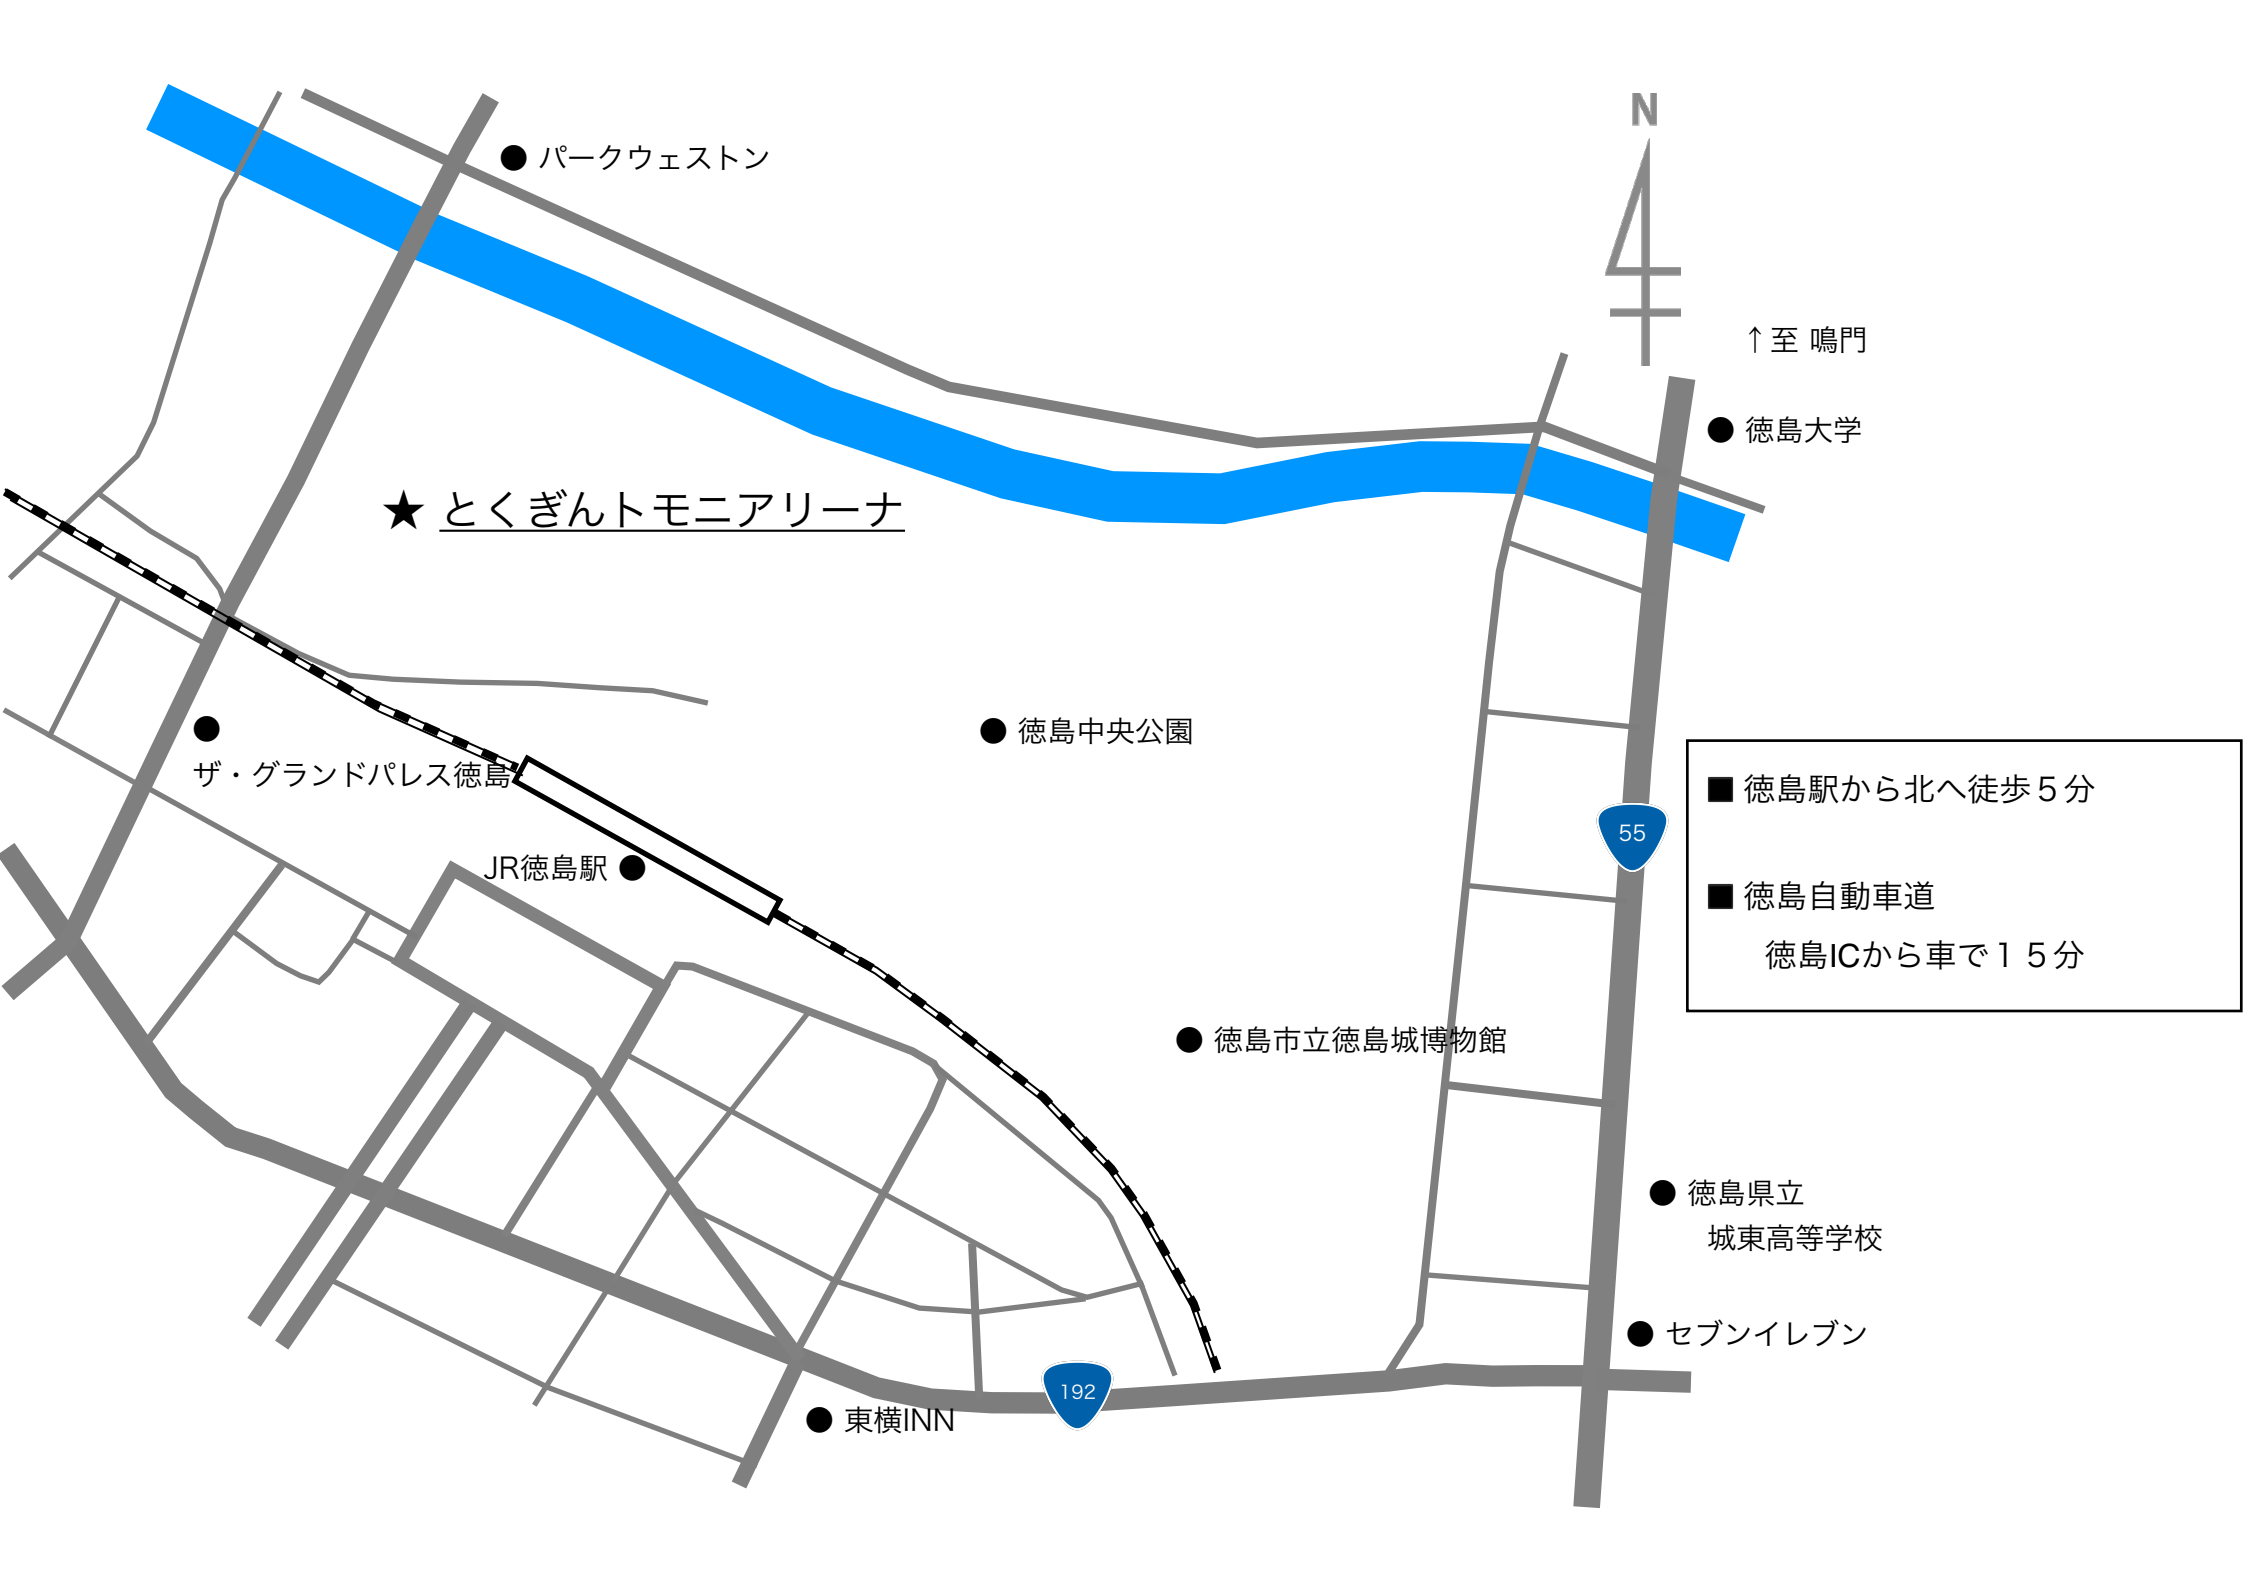 N
パークウェストン
↑至 鳴門
徳島大学
★ とくぎんトモニアリーナ
徳島中央公園
ザ・グランドパレス徳島
■ 徳島駅から北へ徒歩５分
55
JR徳島駅
■ 徳島自動車道
徳島ICから車で１５分
徳島市立徳島城博物館
徳島県立
城東高等学校
セブンイレブン
192
東横INN